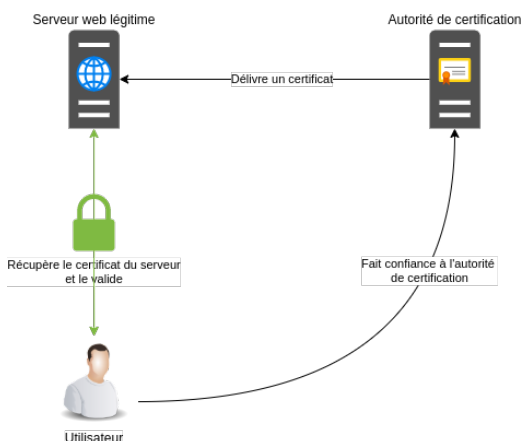 Serveur web légitime
Autorité de certification
Délivre un certificat
Récupère le certificat du serveur
et le valide
Fait confiance à l'autorité
de certification
Utilisateur